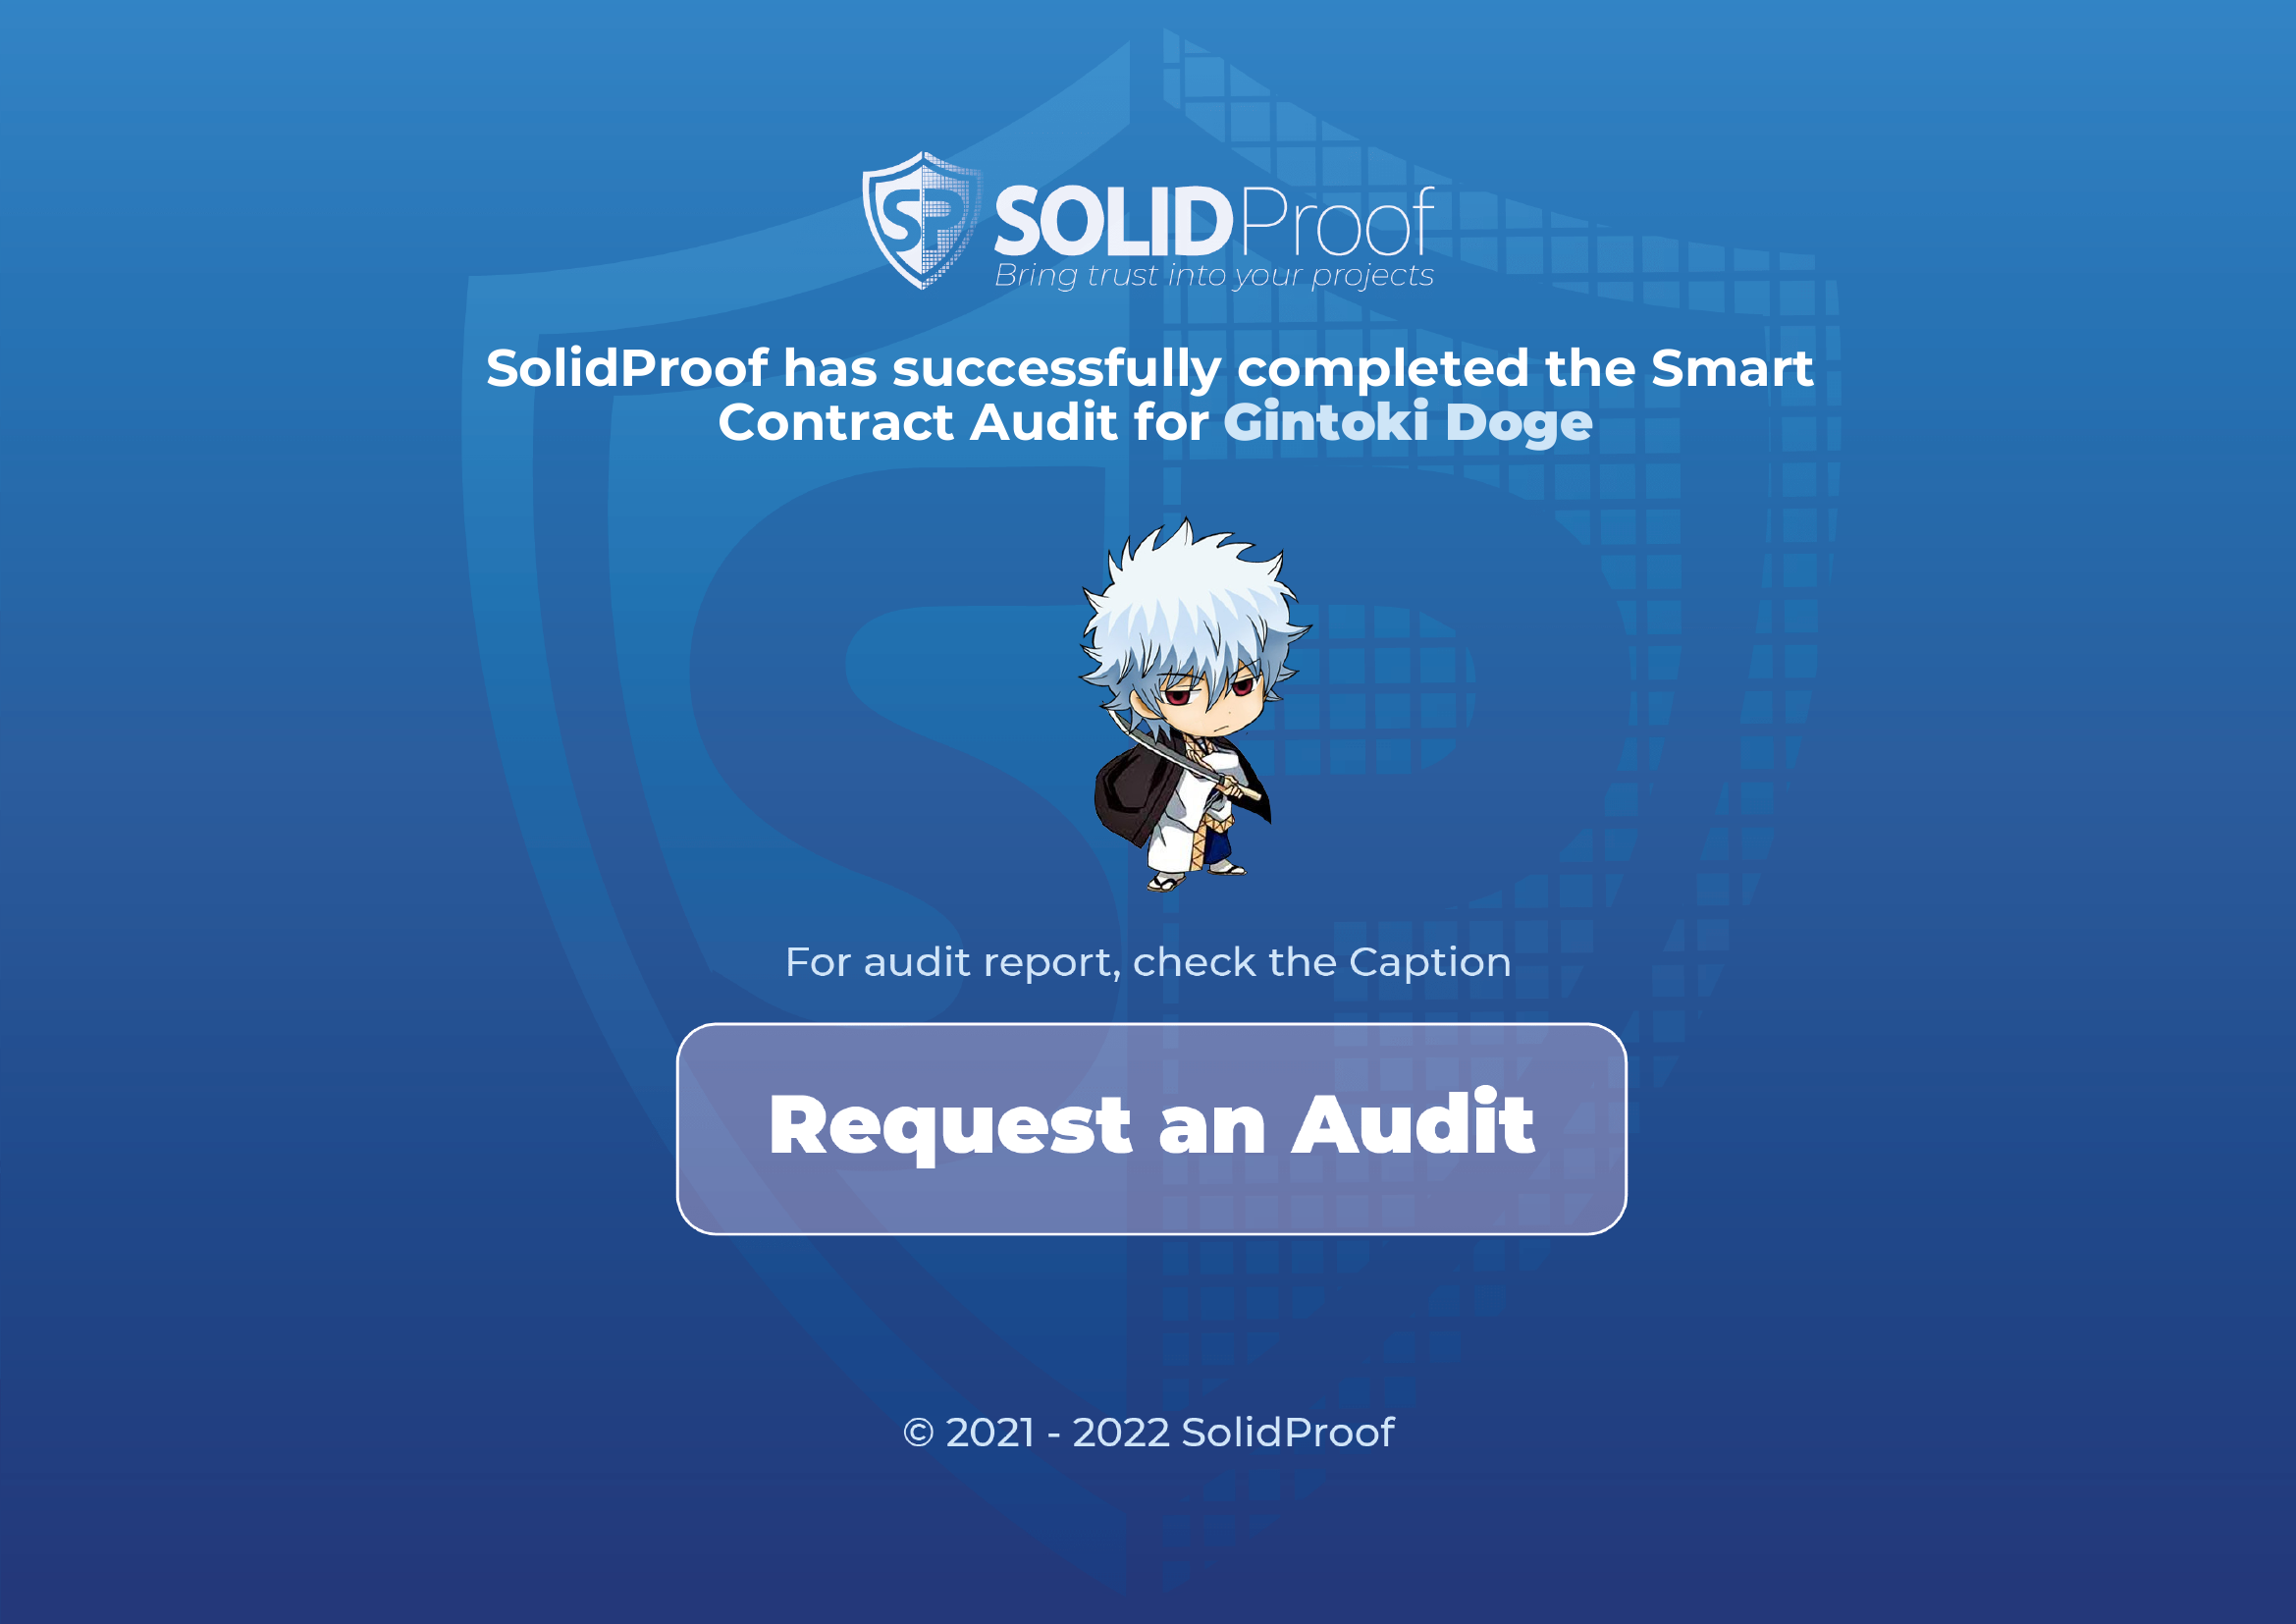 SP SOLIDProof
Bring trust into your projects
SolidProof has successfully completed the Smart
Contract Audit for Gintoki Doge
For audit report, check the Caption
Request an Audit
© 2021 - 2022 SolidProof